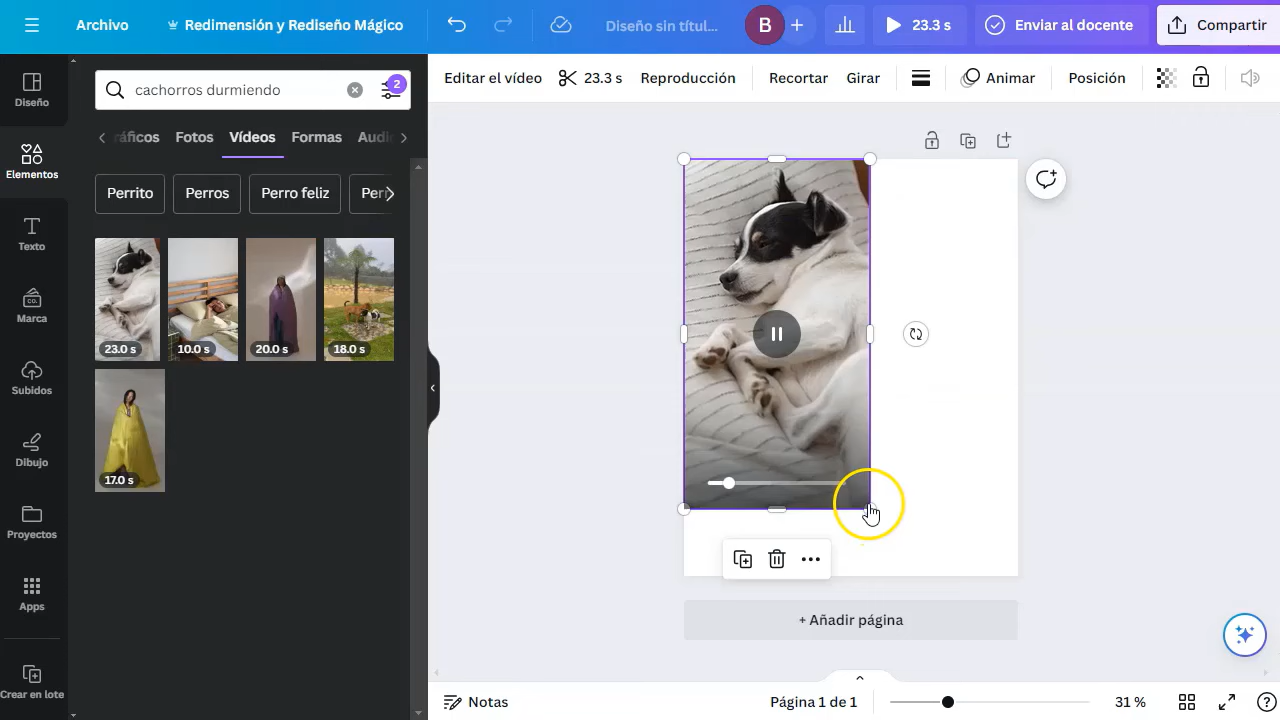 Archivo
Redimensión y Rediseño Mágico
Diseño sin títul...
B
23.3 s
Enviar al docente
Compartir
Diseño
Elementos
Texto
Marca
CO.
Subidos
Dibujo
Proyectos
Apps
Crear en lote
cachorros durmiendo
2
áficos
Fotos
Vídeos
Formas
Audi
Perrito
Perros
Perro feliz
Per
23.0 s
10.0 s
20.0 s
18.0 s
17.0 s
Editar el vídeo
23.3 s
Reproducción
Recortar
Girar
Animar
Posición
+ Añadir página
Notas
Página 1 de 1
31 %